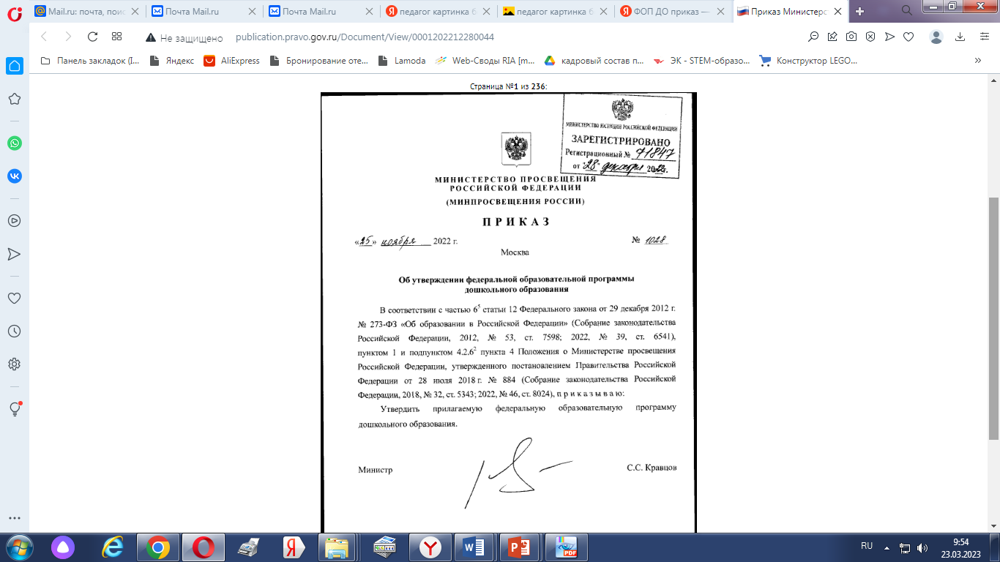 Mail.ru: почта, пои
Почта Mail.ru
Почта Mail.ru
педагог картинка б
педагог картинка б
ФОП ДО приказ —
Приказ Министерс
Не защищено
publication.pravo.gov.ru/Document/View/0001202212280044
Панель закладок (I...
Яндекс
AliExpress
Бронирование оте...
Lamoda
Web-Своды RIA [m...
кадровый состав п...
ЭК - STEM-образо...
Конструктор LEGO...
»
Страница №1 из 236:
МИНИСТЕРСТВО ЮСТИЦИИ РОССИЙСКОЙ ФЕДЕРАЦИИ
ЗАРЕГИСТРИРОВАНО
Регистрационный № 71847
от "28" декабря 2022г.
МИНИСТЕРСТВО ПРОСВЕЩЕНИЯ
РОССИЙСКОЙ ФЕДЕРАЦИИ
(МИНПРОСВЕЩЕНИЯ РОССИИ)
ПРИКАЗ
«25» ноября 2022 г.
№ 1028
Москва
Об утверждении федеральной образовательной программы
дошкольного образования
В соответствии с частью 6⁵ статьи 12 Федерального закона от 29 декабря 2012 г.
№ 273-ФЗ «Об образовании в Российской Федерации» (Собрание законодательства
Российской Федерации, 2012, № 53, ст. 7598; 2022, № 39, ст. 6541),
пунктом 1 и подпунктом 4.2.6² пункта 4 Положения о Министерстве просвещения
Российской Федерации, утвержденного постановлением Правительства Российской
Федерации от 28 июля 2018 г. № 884 (Собрание законодательства Российской
Федерации, 2018, № 32, ст. 5343; 2022, № 46, ст. 8024), п р и к а з ы в а ю:
Утвердить прилагаемую федеральную образовательную программу
дошкольного образования.
Министр
С.С. Кравцов
RU
9:54
23.03.2023